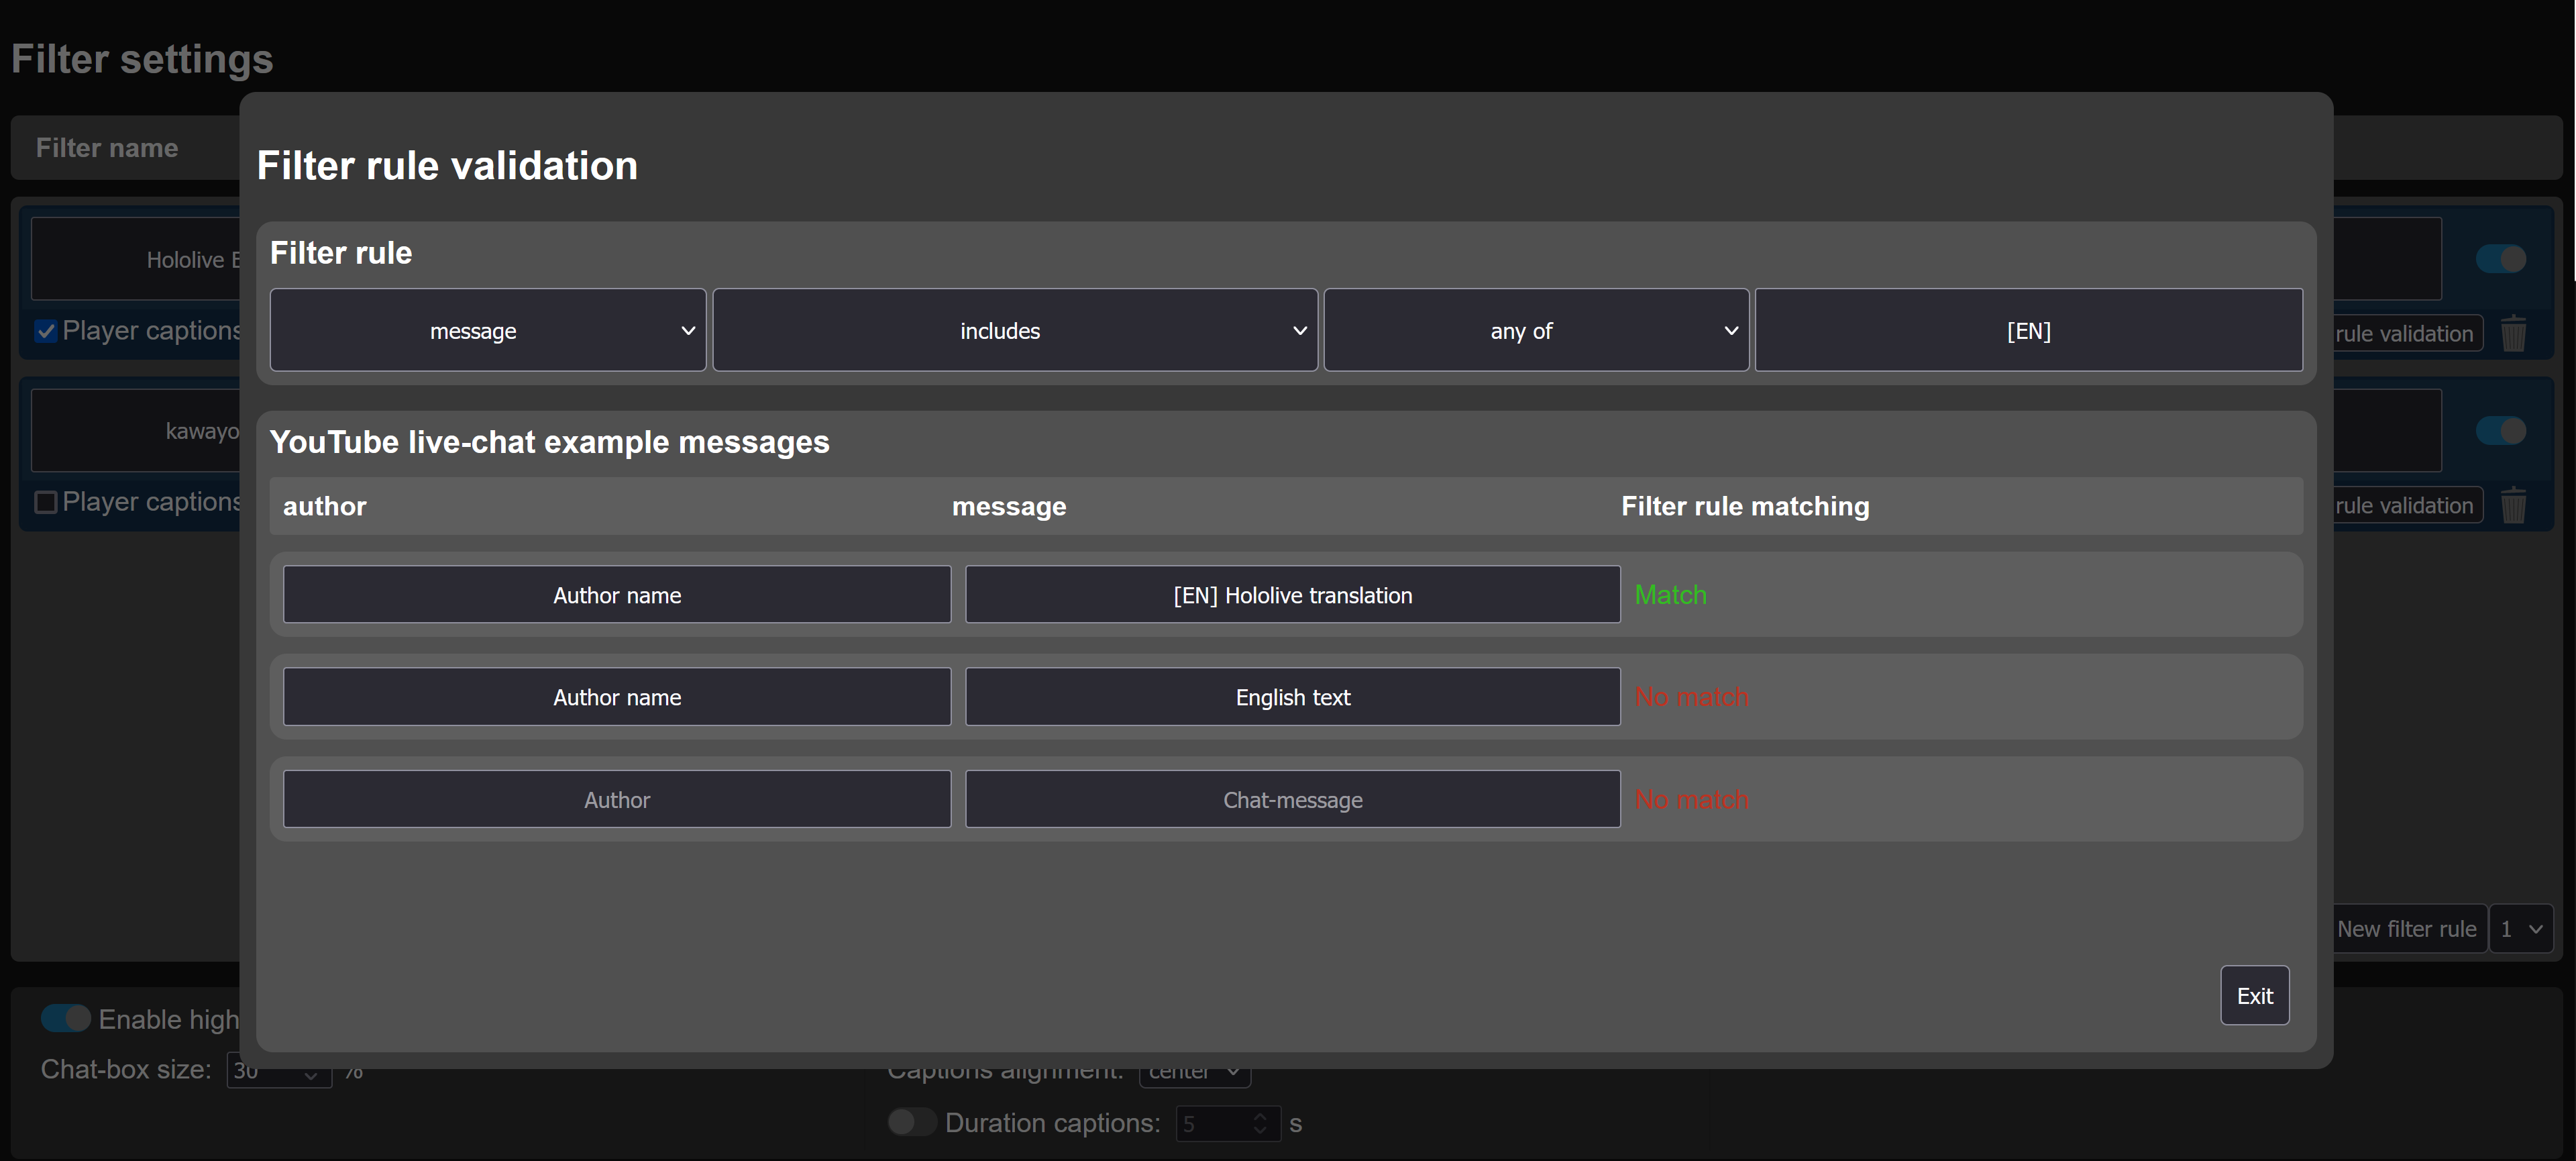 Filter settings
Filter name
Filter rule validation
Filter rule
Hololive
message
includes
any of
[EN]
Player captions
rule validation
YouTube live-chat example messages
kawayo
Player captions
rule validation
author
message
Filter rule matching
Author name
[EN] Hololive translation
Match
Author name
English text
No match
Author
Chat-message
No match
New filter rule
1
Exit
Enable high
Chat-box size:
30
%
Captions alignment:
center
Duration captions:
5
s